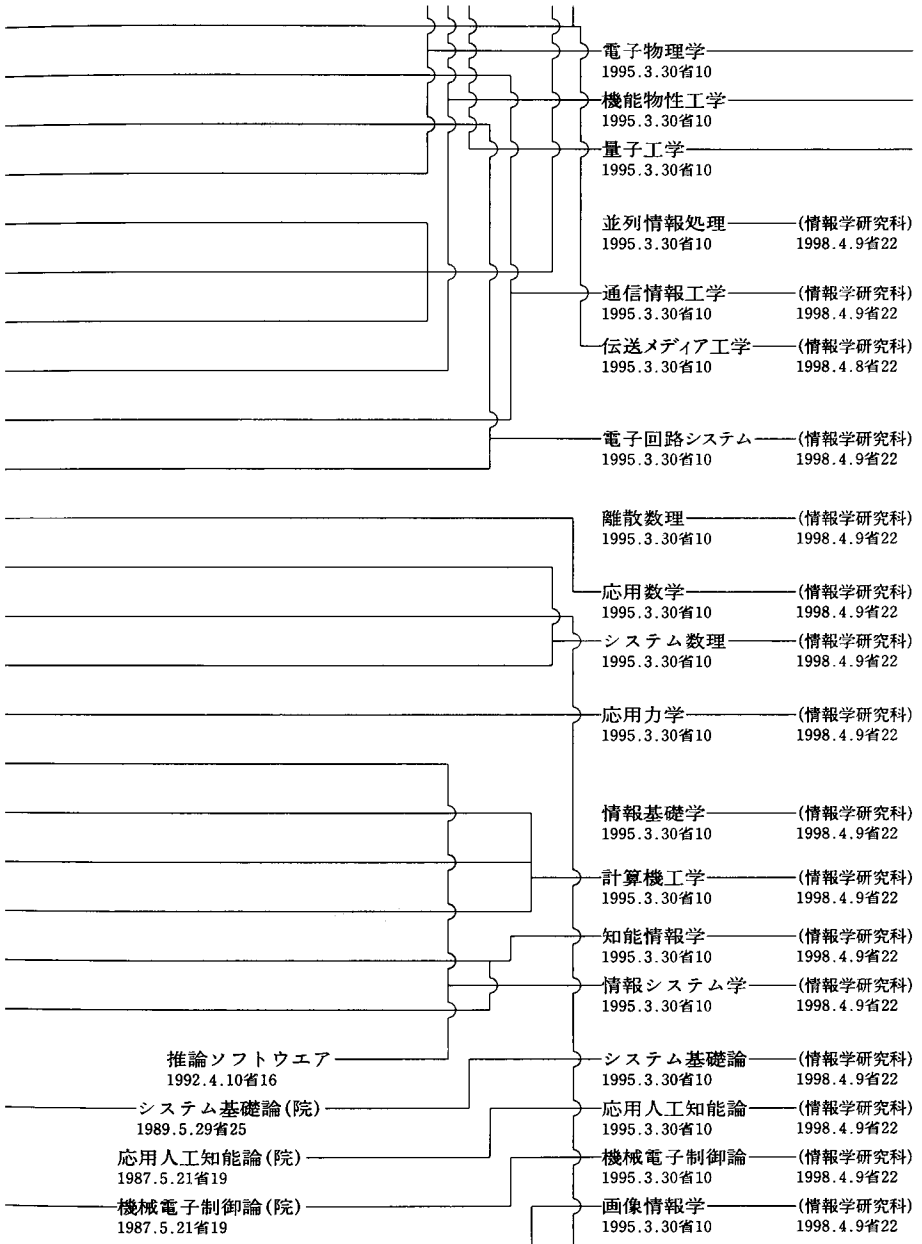 電子物理学
1995.3.30省10
機能物性工学
1995.3.30省10
量子工学
1995.3.30省10
並列情報処理 (情報学研究科)
1995.3.30省10 1998.4.9省22
通信情報工学 (情報学研究科)
1995.3.30省10 1998.4.9省22
伝送メディア工学 (情報学研究科)
1995.3.30省10 1998.4.8省22
電子回路システム (情報学研究科)
1995.3.30省10 1998.4.9省22
離散数理 (情報学研究科)
1995.3.30省10 1998.4.9省22
応用数学 (情報学研究科)
1995.3.30省10 1998.4.9省22
システム数理 (情報学研究科)
1995.3.30省10 1998.4.9省22
応用力学 (情報学研究科)
1995.3.30省10 1998.4.9省22
情報基礎学 (情報学研究科)
1995.3.30省10 1998.4.9省22
計算機工学 (情報学研究科)
1995.3.30省10 1998.4.9省22
知能情報学 (情報学研究科)
1995.3.30省10 1998.4.9省22
情報システム学 (情報学研究科)
1995.3.30省10 1998.4.9省22
推論ソフトウエア システム基礎論 (情報学研究科)
1992.4.10省16 1995.3.30省10 1998.4.9省22
システム基礎論(院) 応用人工知能論 (情報学研究科)
1989.5.29省25 1995.3.30省10 1998.4.9省22
応用人工知能論(院) 機械電子制御論 (情報学研究科)
1987.5.21省19 1995.3.30省10 1998.4.9省22
機械電子制御論(院) 画像情報学 (情報学研究科)
1987.5.21省19 1995.3.30省10 1998.4.9省22